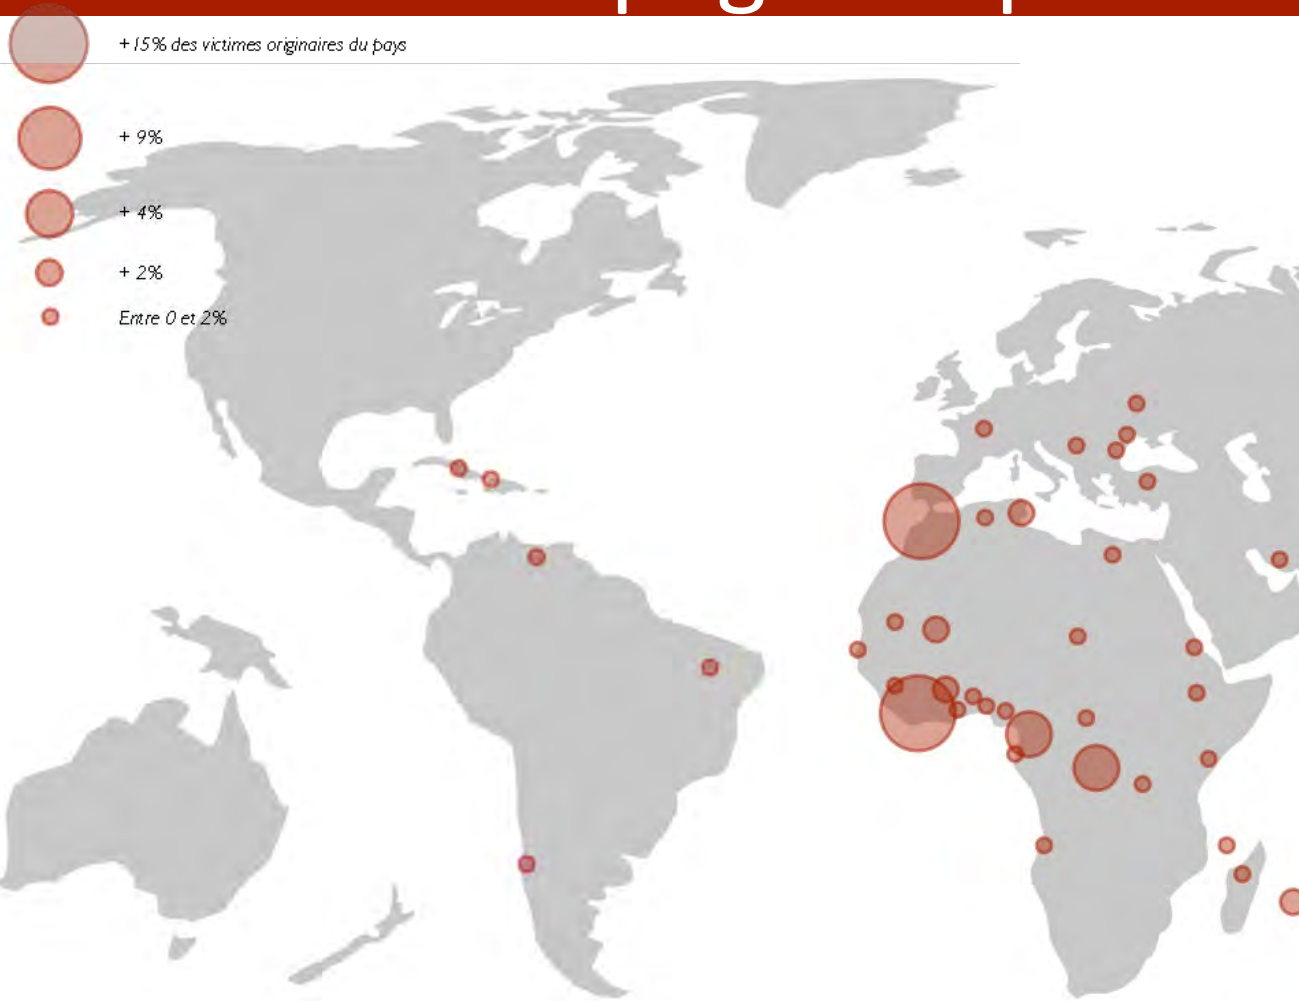 +15% des victimes originaires du pays
+ 9%
+ 4%
+ 2%
Entre 0 et 2%